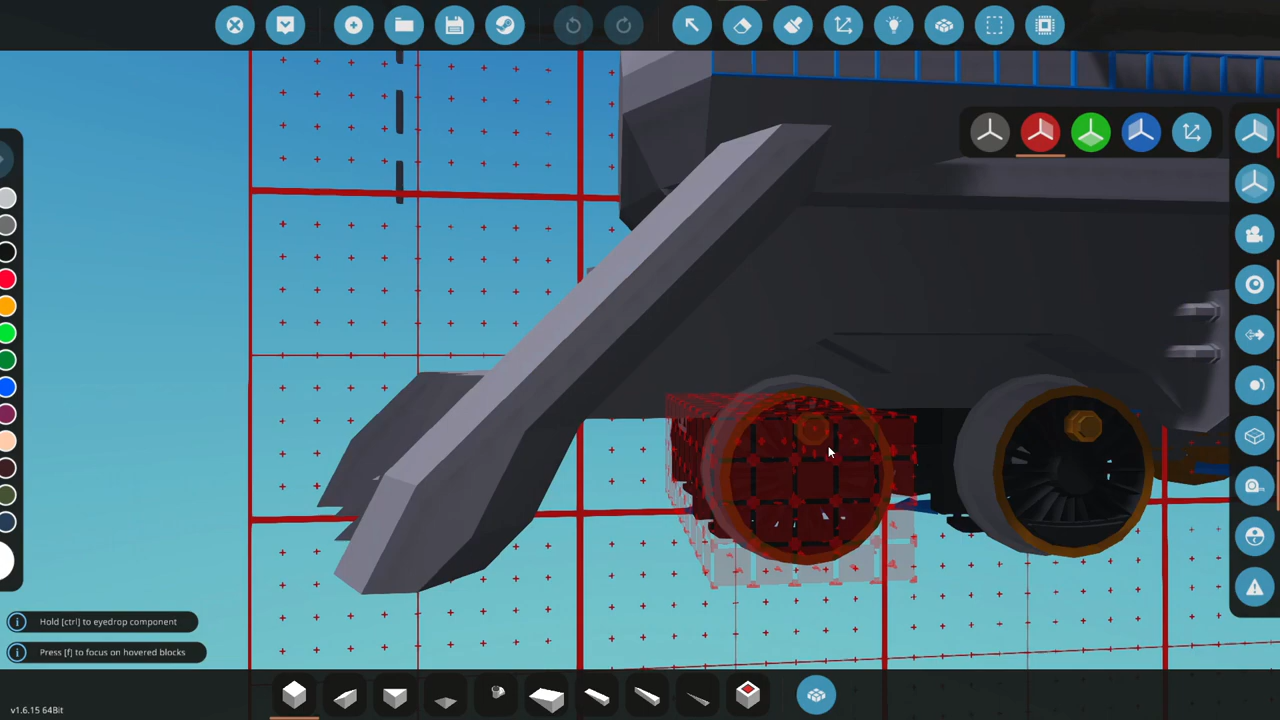 Hold [ctrl] to eyedrop component
Press [f] to focus on hovered blocks
v1.6.15 64Bit